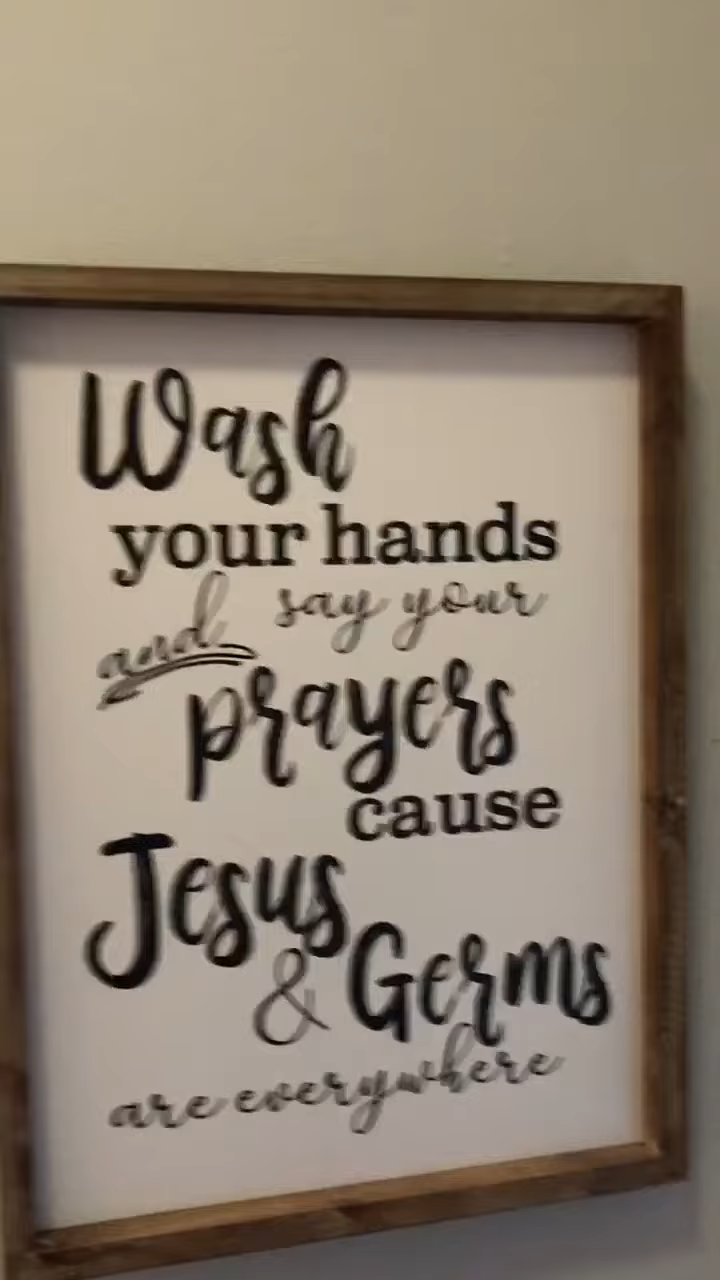 Wash
your hands
and say your
prayers
cause
Jesus
& Germs
are everywhere